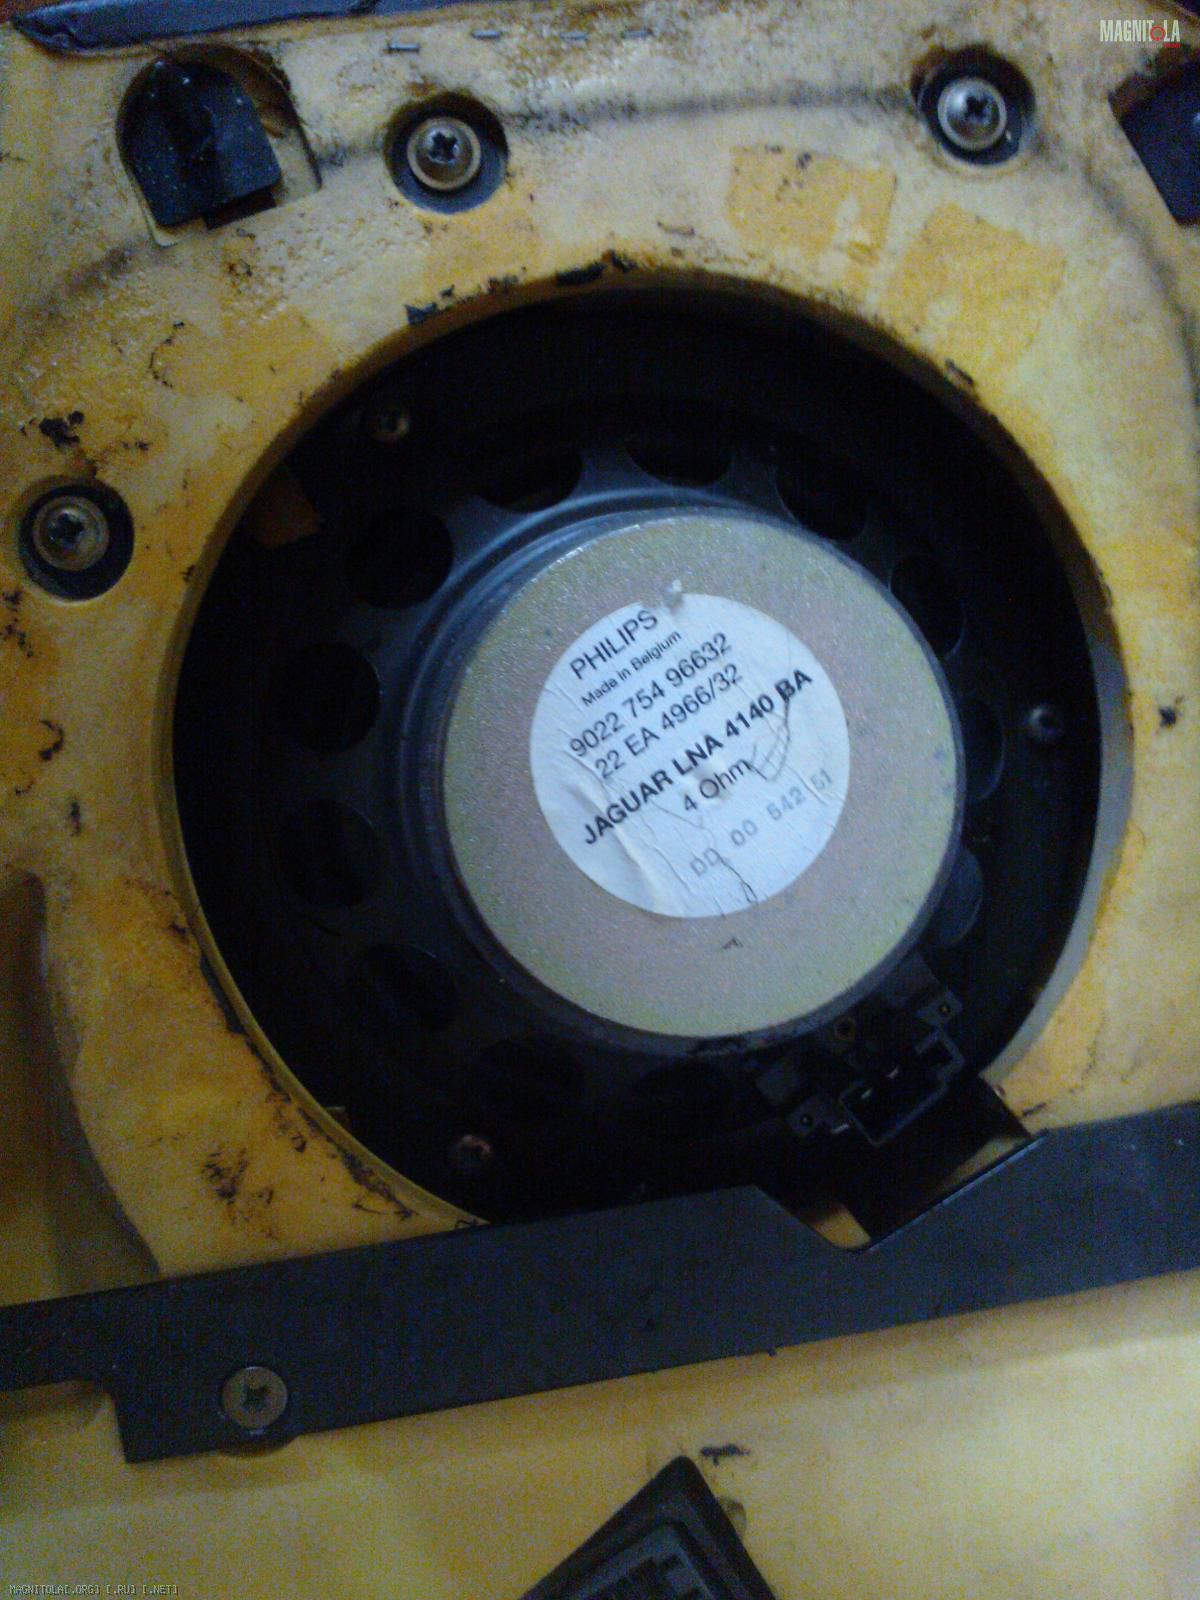 MAGNITOLA
PHILIPS
Made in Belgium
9022 754 96632
22 EA 4966/32
JAGUAR LNA 4140 BA
4 Ohm
DD 00 542 51
MAGNITOLA[.ORG] [.RU] [.NET]